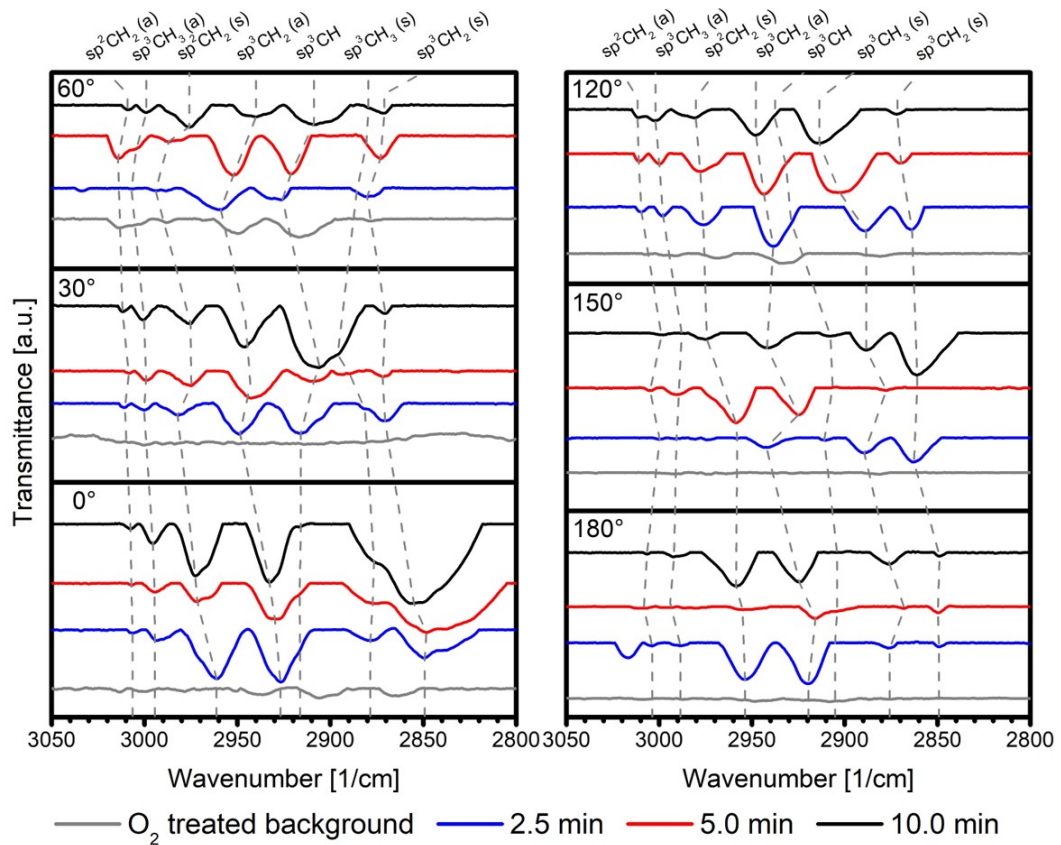 sp²CH₂ (a) sp³CH₃ (a) sp²CH₂ (s) sp³CH₂ (a) sp³CH sp³CH₃ (s) sp³CH₂ (s)
sp²CH₂ (a) sp³CH₃ (a) sp²CH₂ (s) sp³CH₂ (a) sp³CH sp³CH₃ (s) sp³CH₂ (s)
Transmittance [a.u.]
60°
30°
0°
3050 3000 2950 2900 2850 2800
Wavenumber [1/cm]
120°
150°
180°
3050 3000 2950 2900 2850 2800
Wavenumber [1/cm]
O₂ treated background 2.5 min 5.0 min 10.0 min